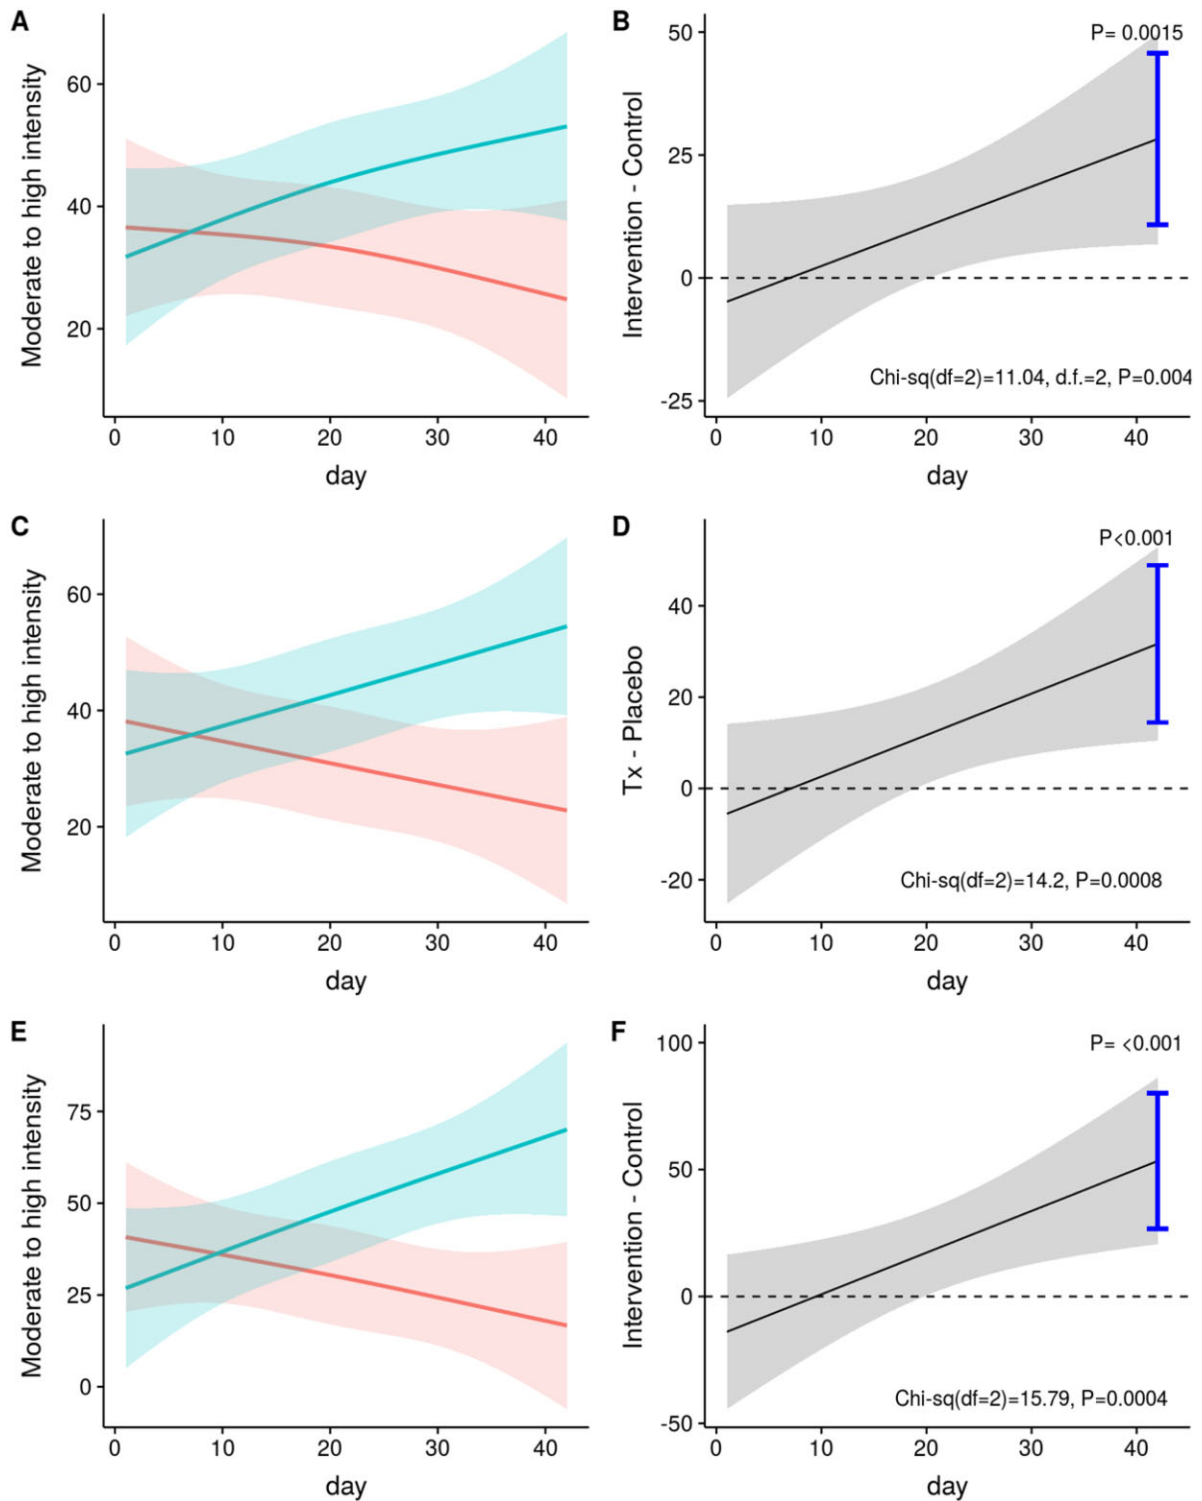 A
Moderate to high intensity
60
40
20
0 10 20 30 40
day
B
Intervention - Control
50
25
0
-25
P= 0.0015
Chi-sq(df=2)=11.04, d.f.=2, P=0.004
0 10 20 30 40
day
C
Moderate to high intensity
60
40
20
0 10 20 30 40
day
D
Tx - Placebo
40
20
0
-20
P<0.001
Chi-sq(df=2)=14.2, P=0.0008
0 10 20 30 40
day
E
Moderate to high intensity
75
50
25
0
0 10 20 30 40
day
F
Intervention - Control
100
50
0
-50
P= <0.001
Chi-sq(df=2)=15.79, P=0.0004
0 10 20 30 40
day